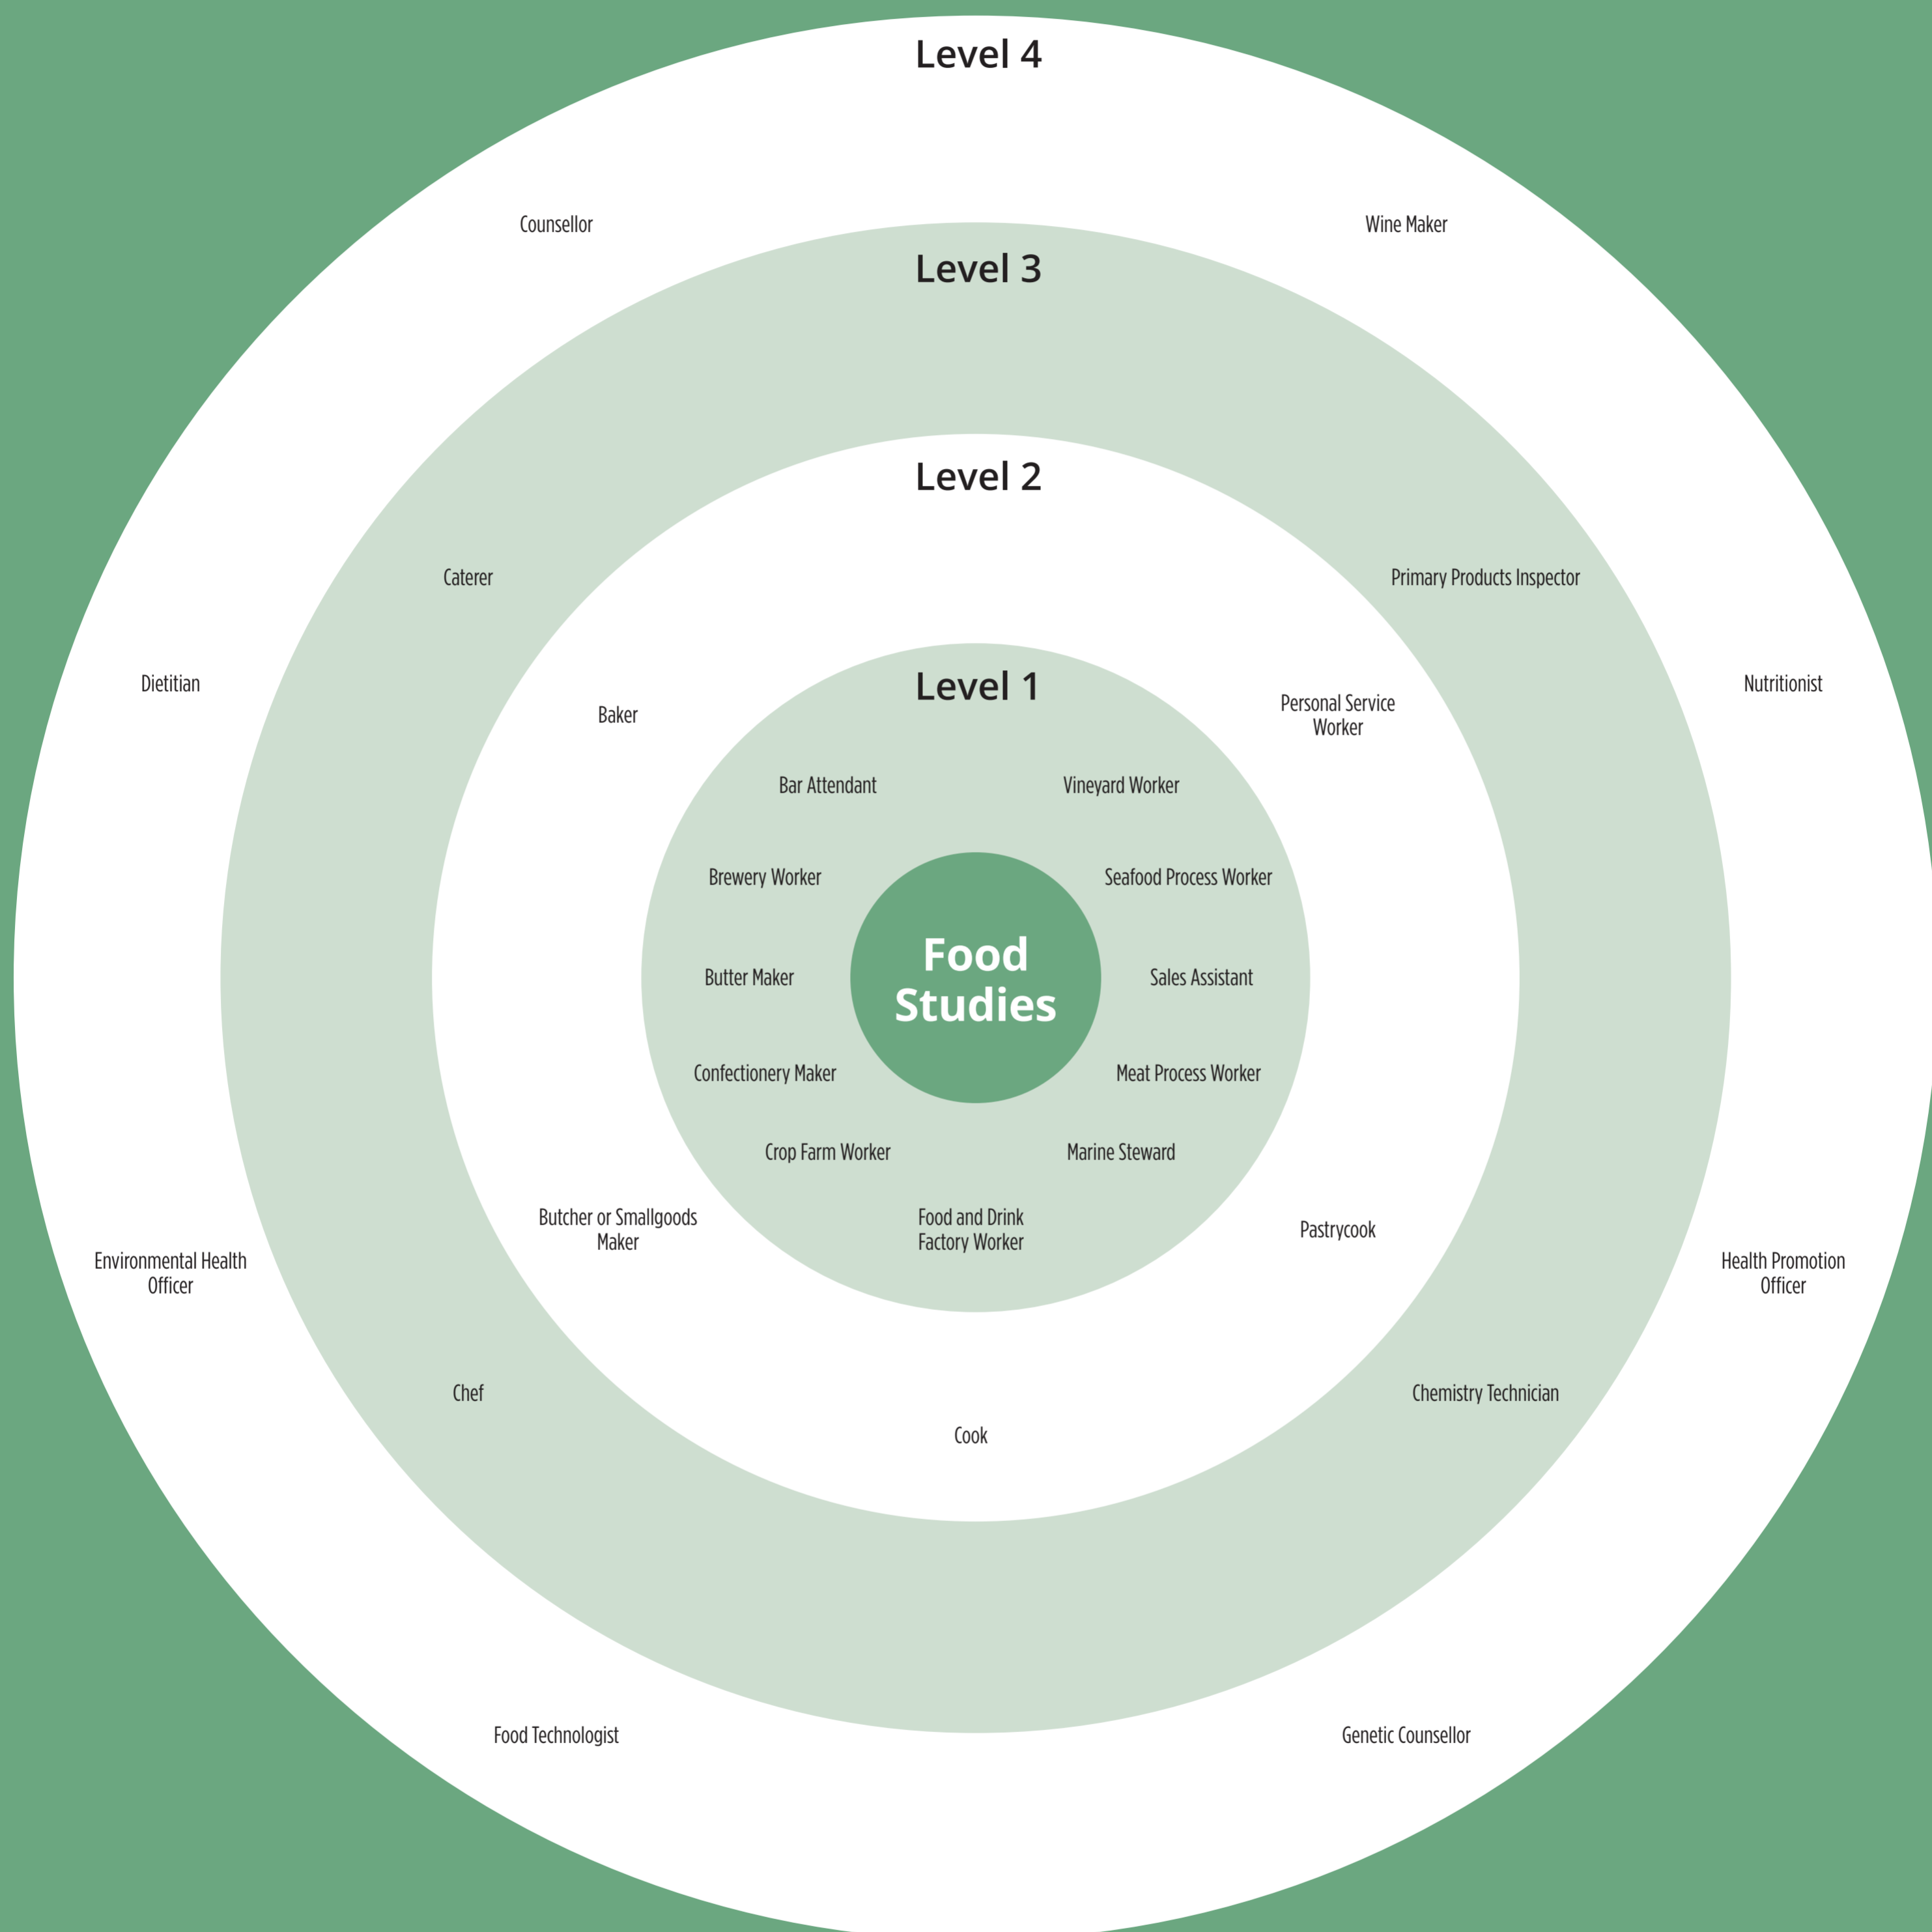 Level 4
Counsellor
Wine Maker
Level 3
Level 2
Caterer
Primary Products Inspector
Dietitian
Nutritionist
Level 1
Baker
Personal Service
Worker
Bar Attendant
Vineyard Worker
Brewery Worker
Seafood Process Worker
Food
Studies
Butter Maker
Sales Assistant
Confectionery Maker
Meat Process Worker
Crop Farm Worker
Marine Steward
Butcher or Smallgoods
Maker
Food and Drink
Factory Worker
Pastrycook
Environmental Health
Officer
Health Promotion
Officer
Chef
Chemistry Technician
Cook
Food Technologist
Genetic Counsellor